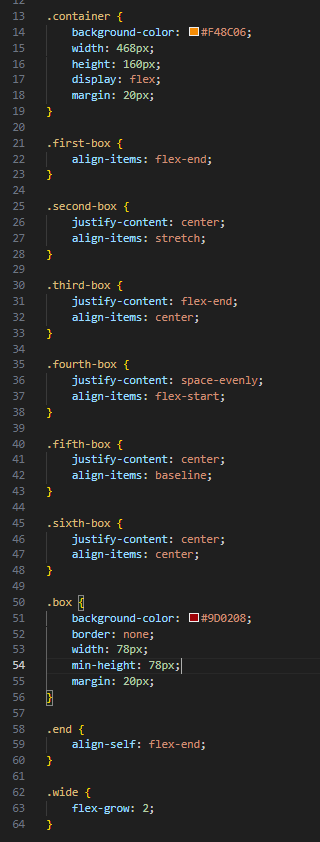 12
13 .container {
14 background-color: #F48C06;
15 width: 468px;
16 height: 160px;
17 display: flex;
18 margin: 20px;
19 }
20
21 .first-box {
22 align-items: flex-end;
23 }
24
25 .second-box {
26 justify-content: center;
27 align-items: stretch;
28 }
29
30 .third-box {
31 justify-content: flex-end;
32 align-items: center;
33 }
34
35 .fourth-box {
36 justify-content: space-evenly;
37 align-items: flex-start;
38 }
39
40 .fifth-box {
41 justify-content: center;
42 align-items: baseline;
43 }
44
45 .sixth-box {
46 justify-content: center;
47 align-items: center;
48 }
49
50 .box {
51 background-color: #9D0208;
52 border: none;
53 width: 78px;
54 min-height: 78px;
55 margin: 20px;
56 }
57
58 .end {
59 align-self: flex-end;
60 }
61
62 .wide {
63 flex-grow: 2;
64 }